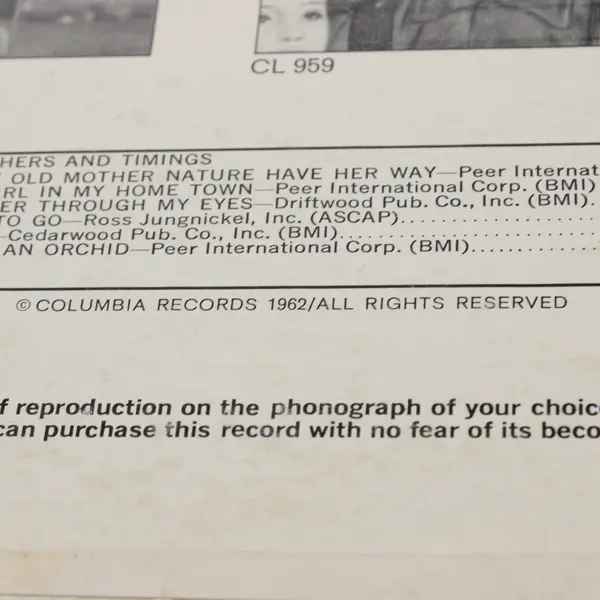 CL 959
HERS AND TIMINGS
OLD MOTHER NATURE HAVE HER WAY—Peer Internat
RL IN MY HOME TOWN—Peer International Corp. (BMI)
ER THROUGH MY EYES—Driftwood Pub. Co., Inc. (BMI).
TO GO—Ross Jungnickel, Inc. (ASCAP)....................
—Cedarwood Pub. Co., Inc. (BMI)..........................
AN ORCHID—Peer International Corp. (BMI).............
© COLUMBIA RECORDS 1962/ALL RIGHTS RESERVED
f reproduction on the phonograph of your choic
can purchase this record with no fear of its beco